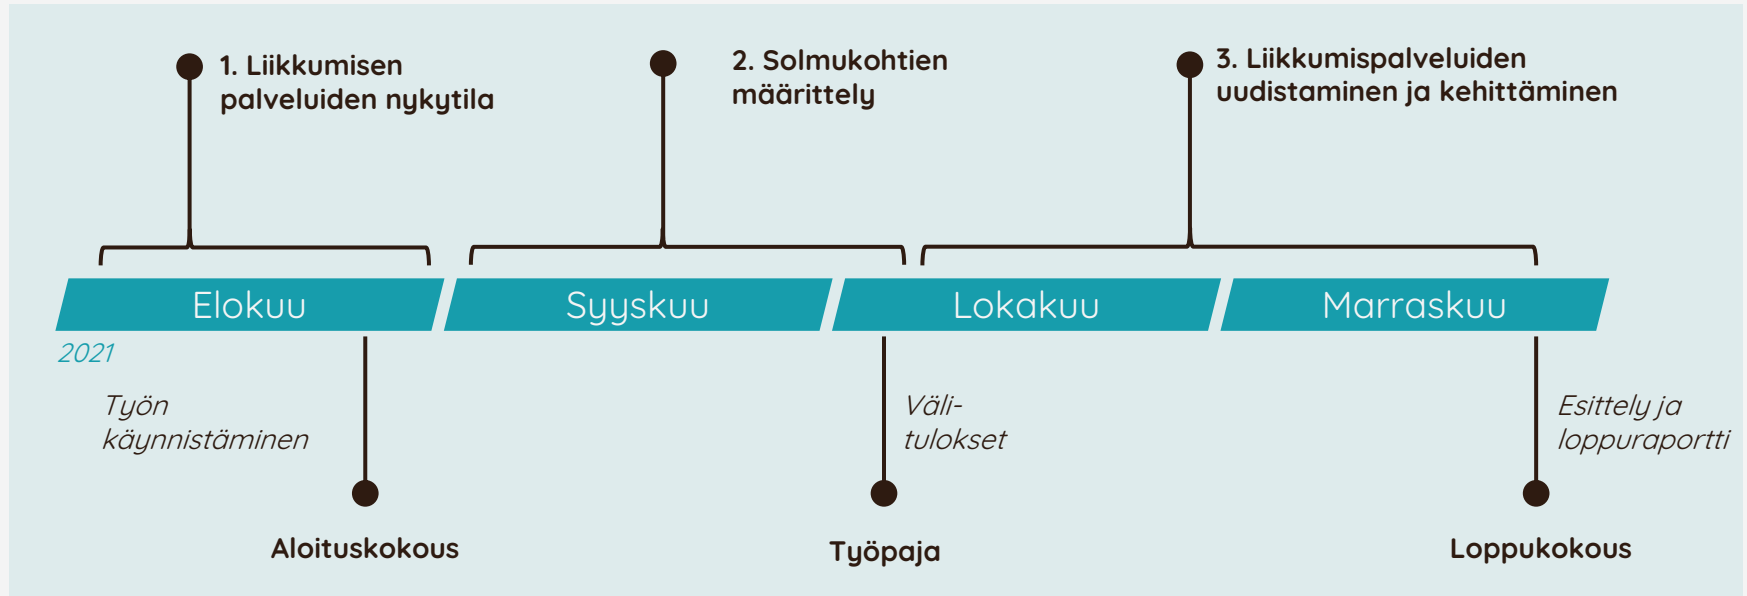 1. Liikkumisen
palveluiden nykytila
2. Solmukohtien
määrittely
3. Liikkumispalveluiden
uudistaminen ja kehittäminen
Elokuu
Syyskuu
Lokakuu
Marraskuu
2021
Työn
käynnistäminen
Väli-
tulokset
Esittely ja
loppuraportti
Aloituskokous
Työpaja
Loppukokous